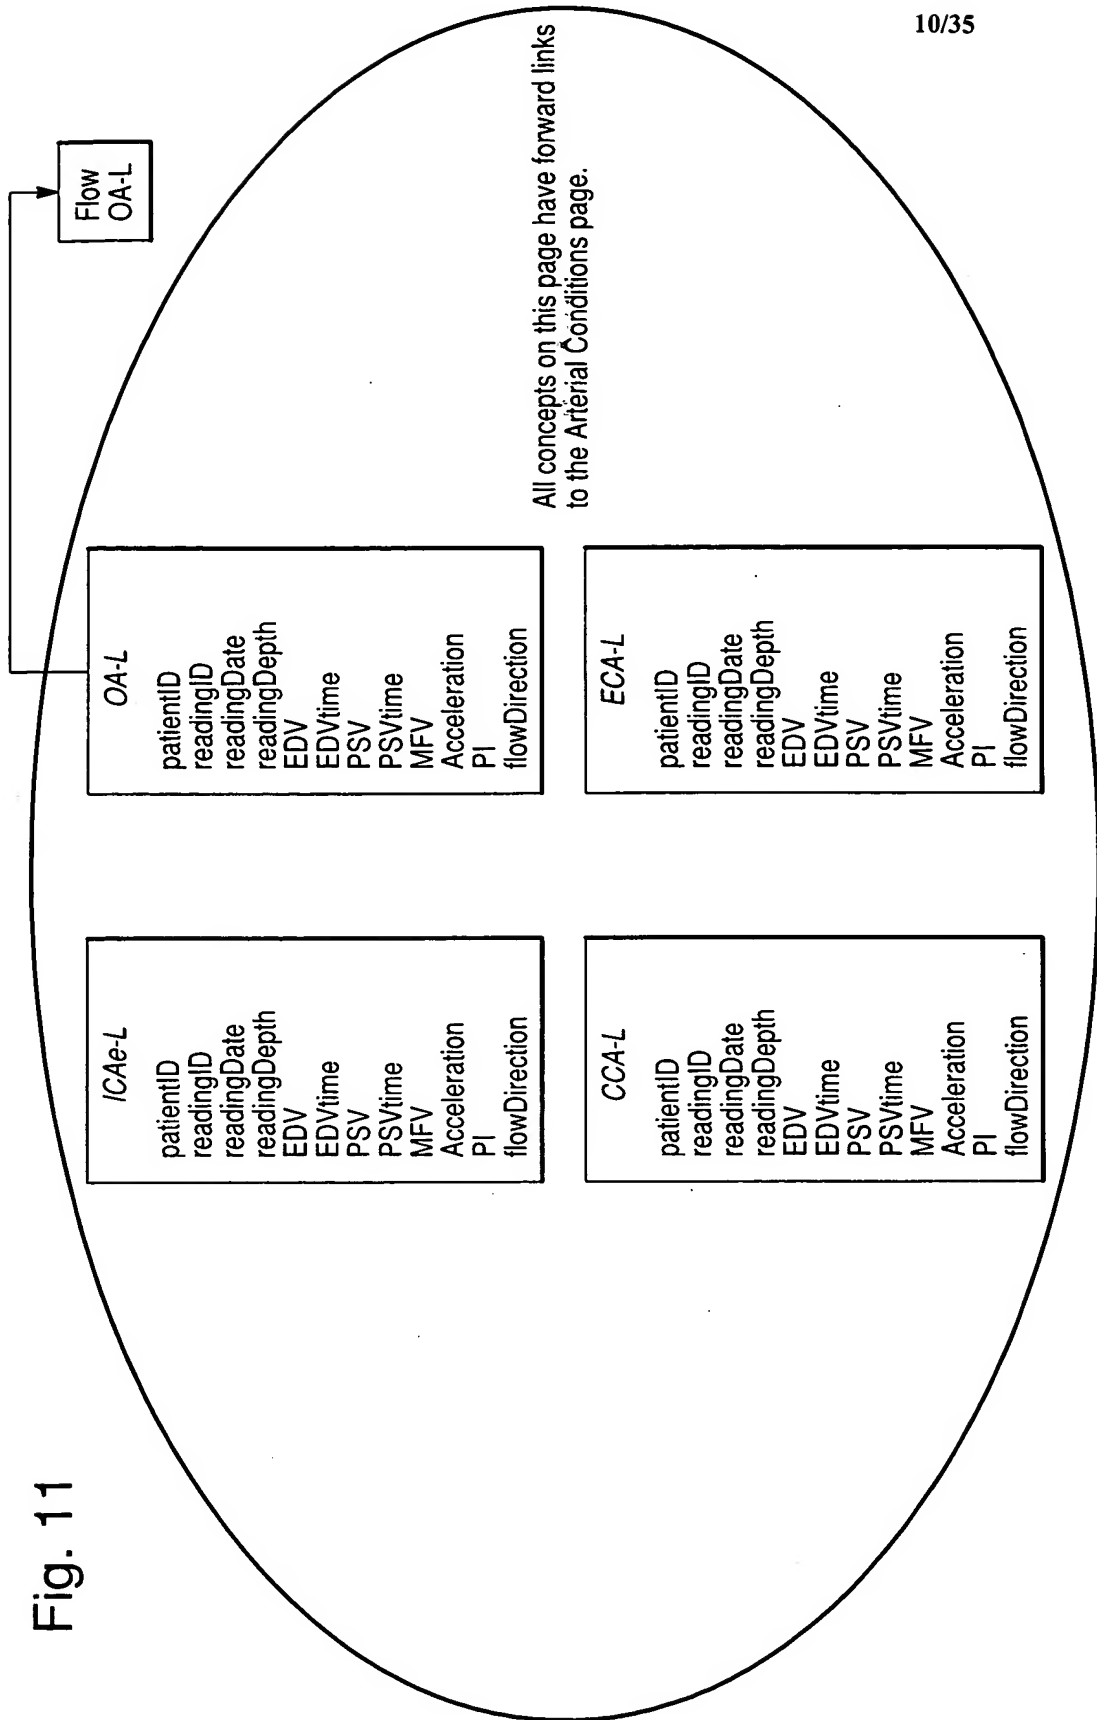 10/35
Fig. 11
Flow
OA-L
ICAe-L
patientID
readingID
readingDate
readingDepth
EDV
EDVtime
PSV
PSVtime
MFV
Acceleration
PI
flowDirection
OA-L
patientID
readingID
readingDate
readingDepth
EDV
EDVtime
PSV
PSVtime
MFV
Acceleration
PI
flowDirection
CCA-L
patientID
readingID
readingDate
readingDepth
EDV
EDVtime
PSV
PSVtime
MFV
Acceleration
PI
flowDirection
ECA-L
patientID
readingID
readingDate
readingDepth
EDV
EDVtime
PSV
PSVtime
MFV
Acceleration
PI
flowDirection
All concepts on this page have forward links
to the Arterial Conditions page.